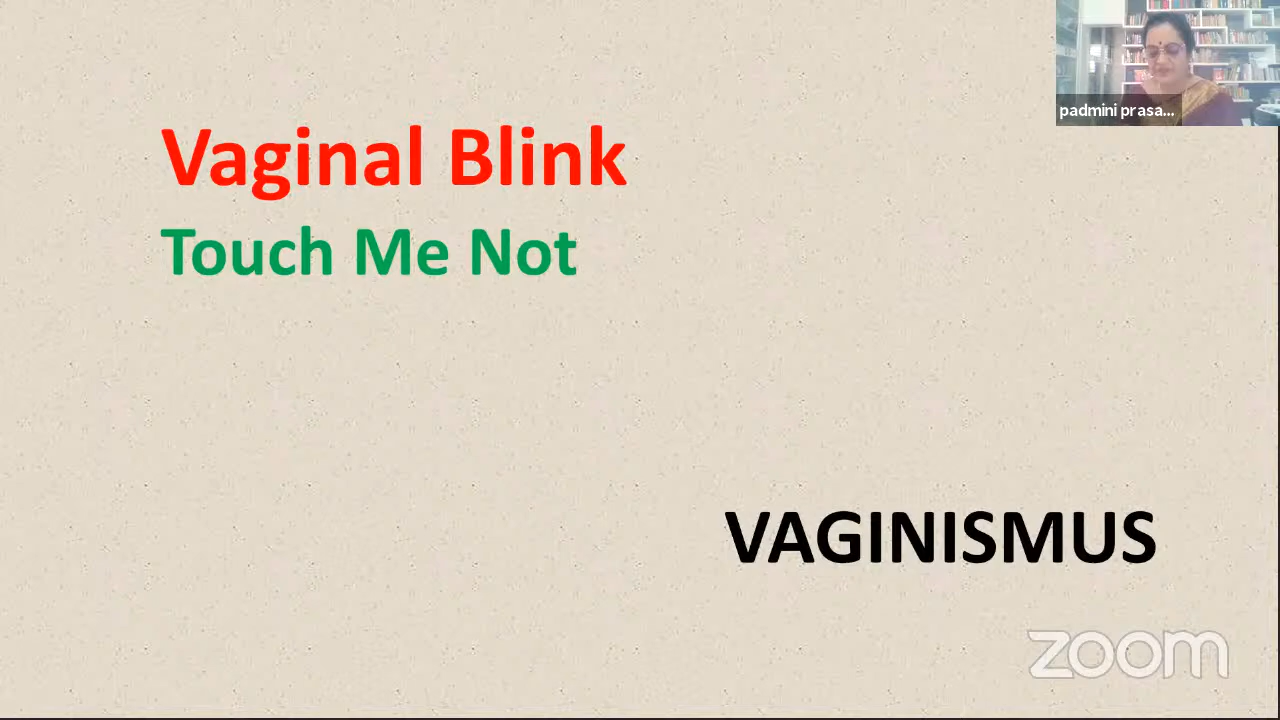 padmini prasa...
Vaginal Blink
Touch Me Not
VAGINISMUS
zoom